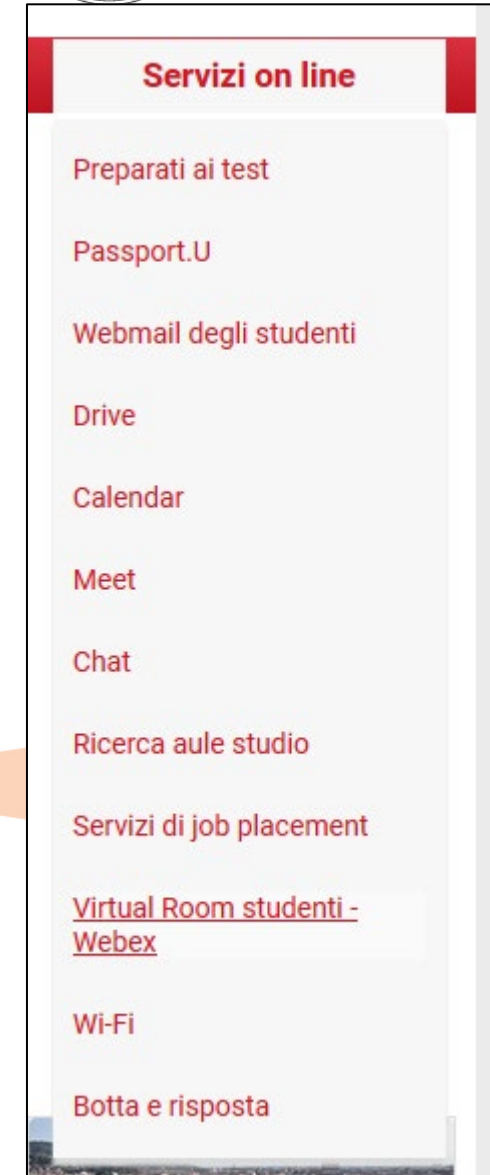 Servizi on line
Preparati ai test
Passport.U
Webmail degli studenti
Drive
Calendar
Meet
Chat
Ricerca aule studio
Servizi di job placement
Virtual Room studenti -
Webex
Wi-Fi
Botta e risposta